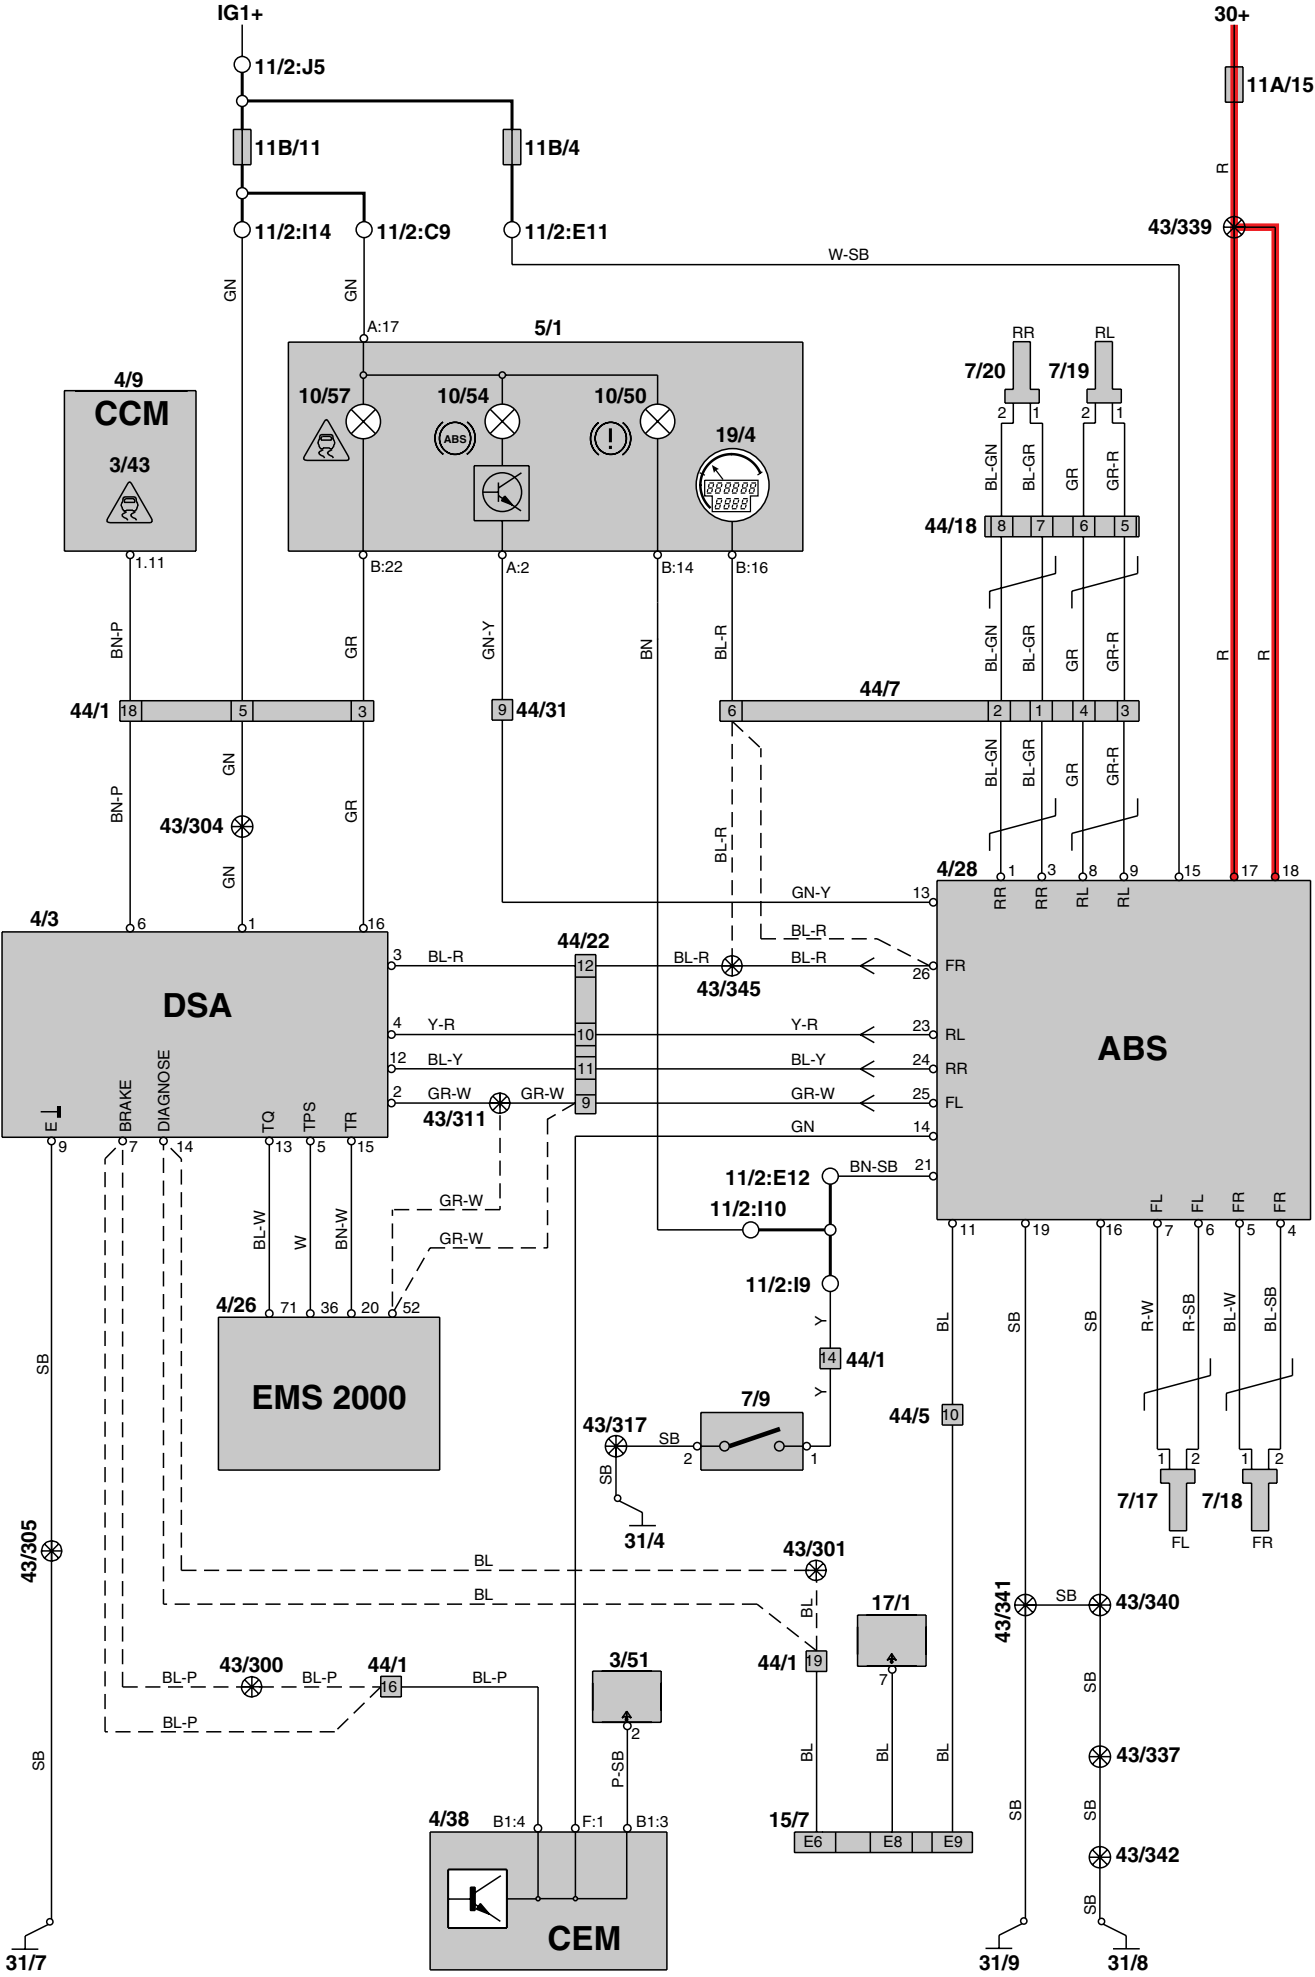 IG1+
30+
11/2:J5
11A/15
11B/11
11B/4
R
43/339
11/2:I14
11/2:C9
11/2:E11
W-SB
GN
GN
A:17
5/1
RR
RL
7/20
7/19
4/9
CCM
3/43
10/57
10/54
10/50
ABS
!
19/4
2
1
2
1
BL-GN
BL-GR
GR
GR-R
44/18
8
7
6
5
1.11
B:22
A:2
B:14
B:16
BN-P
GR
GN-Y
BN
BL-R
BL-GN
BL-GR
GR
GR-R
R
R
44/7
44/1
18
5
3
9
44/31
6
2
1
4
3
GN
BL-GN
BL-GR
GR
GR-R
BN-P
GR
43/304
BL-R
GN
4/28
1
3
8
9
15
17
18
RR
RR
RL
RL
GN-Y
13
4/3
6
1
16
BL-R
44/22
3
BL-R
12
BL-R
BL-R
26
FR
43/345
DSA
4
Y-R
10
Y-R
23
RL
ABS
12
BL-Y
11
BL-Y
24
RR
2
GR-W
GR-W
9
GR-W
25
FL
43/311
E
BRAKE
DIAGNOSE
TQ
TPS
TR
GN
14
9
7
14
13
5
15
BN-SB
21
11/2:E12
GR-W
11/2:I10
FL
FL
FR
FR
BL-W
W
BN-W
GR-W
11
19
16
7
6
5
4
11/2:I9
4/26
71
36
20
52
Y
BL
SB
SB
R-W
R-SB
BL-W
BL-SB
SB
14
44/1
EMS 2000
Y
7/9
44/5
10
43/317
SB
2
1
SB
1
2
1
2
7/17
7/18
31/4
FL
FR
43/305
43/301
BL
BL
BL
43/341
SB
43/340
17/1
43/300
44/1
3/51
44/1
19
BL-P
BL-P
16
BL-P
7
SB
BL-P
2
SB
P-SB
BL
BL
BL
43/337
SB
SB
4/38
B1:4
F:1
B1:3
15/7
E6
E8
E9
43/342
SB
CEM
31/7
31/9
31/8